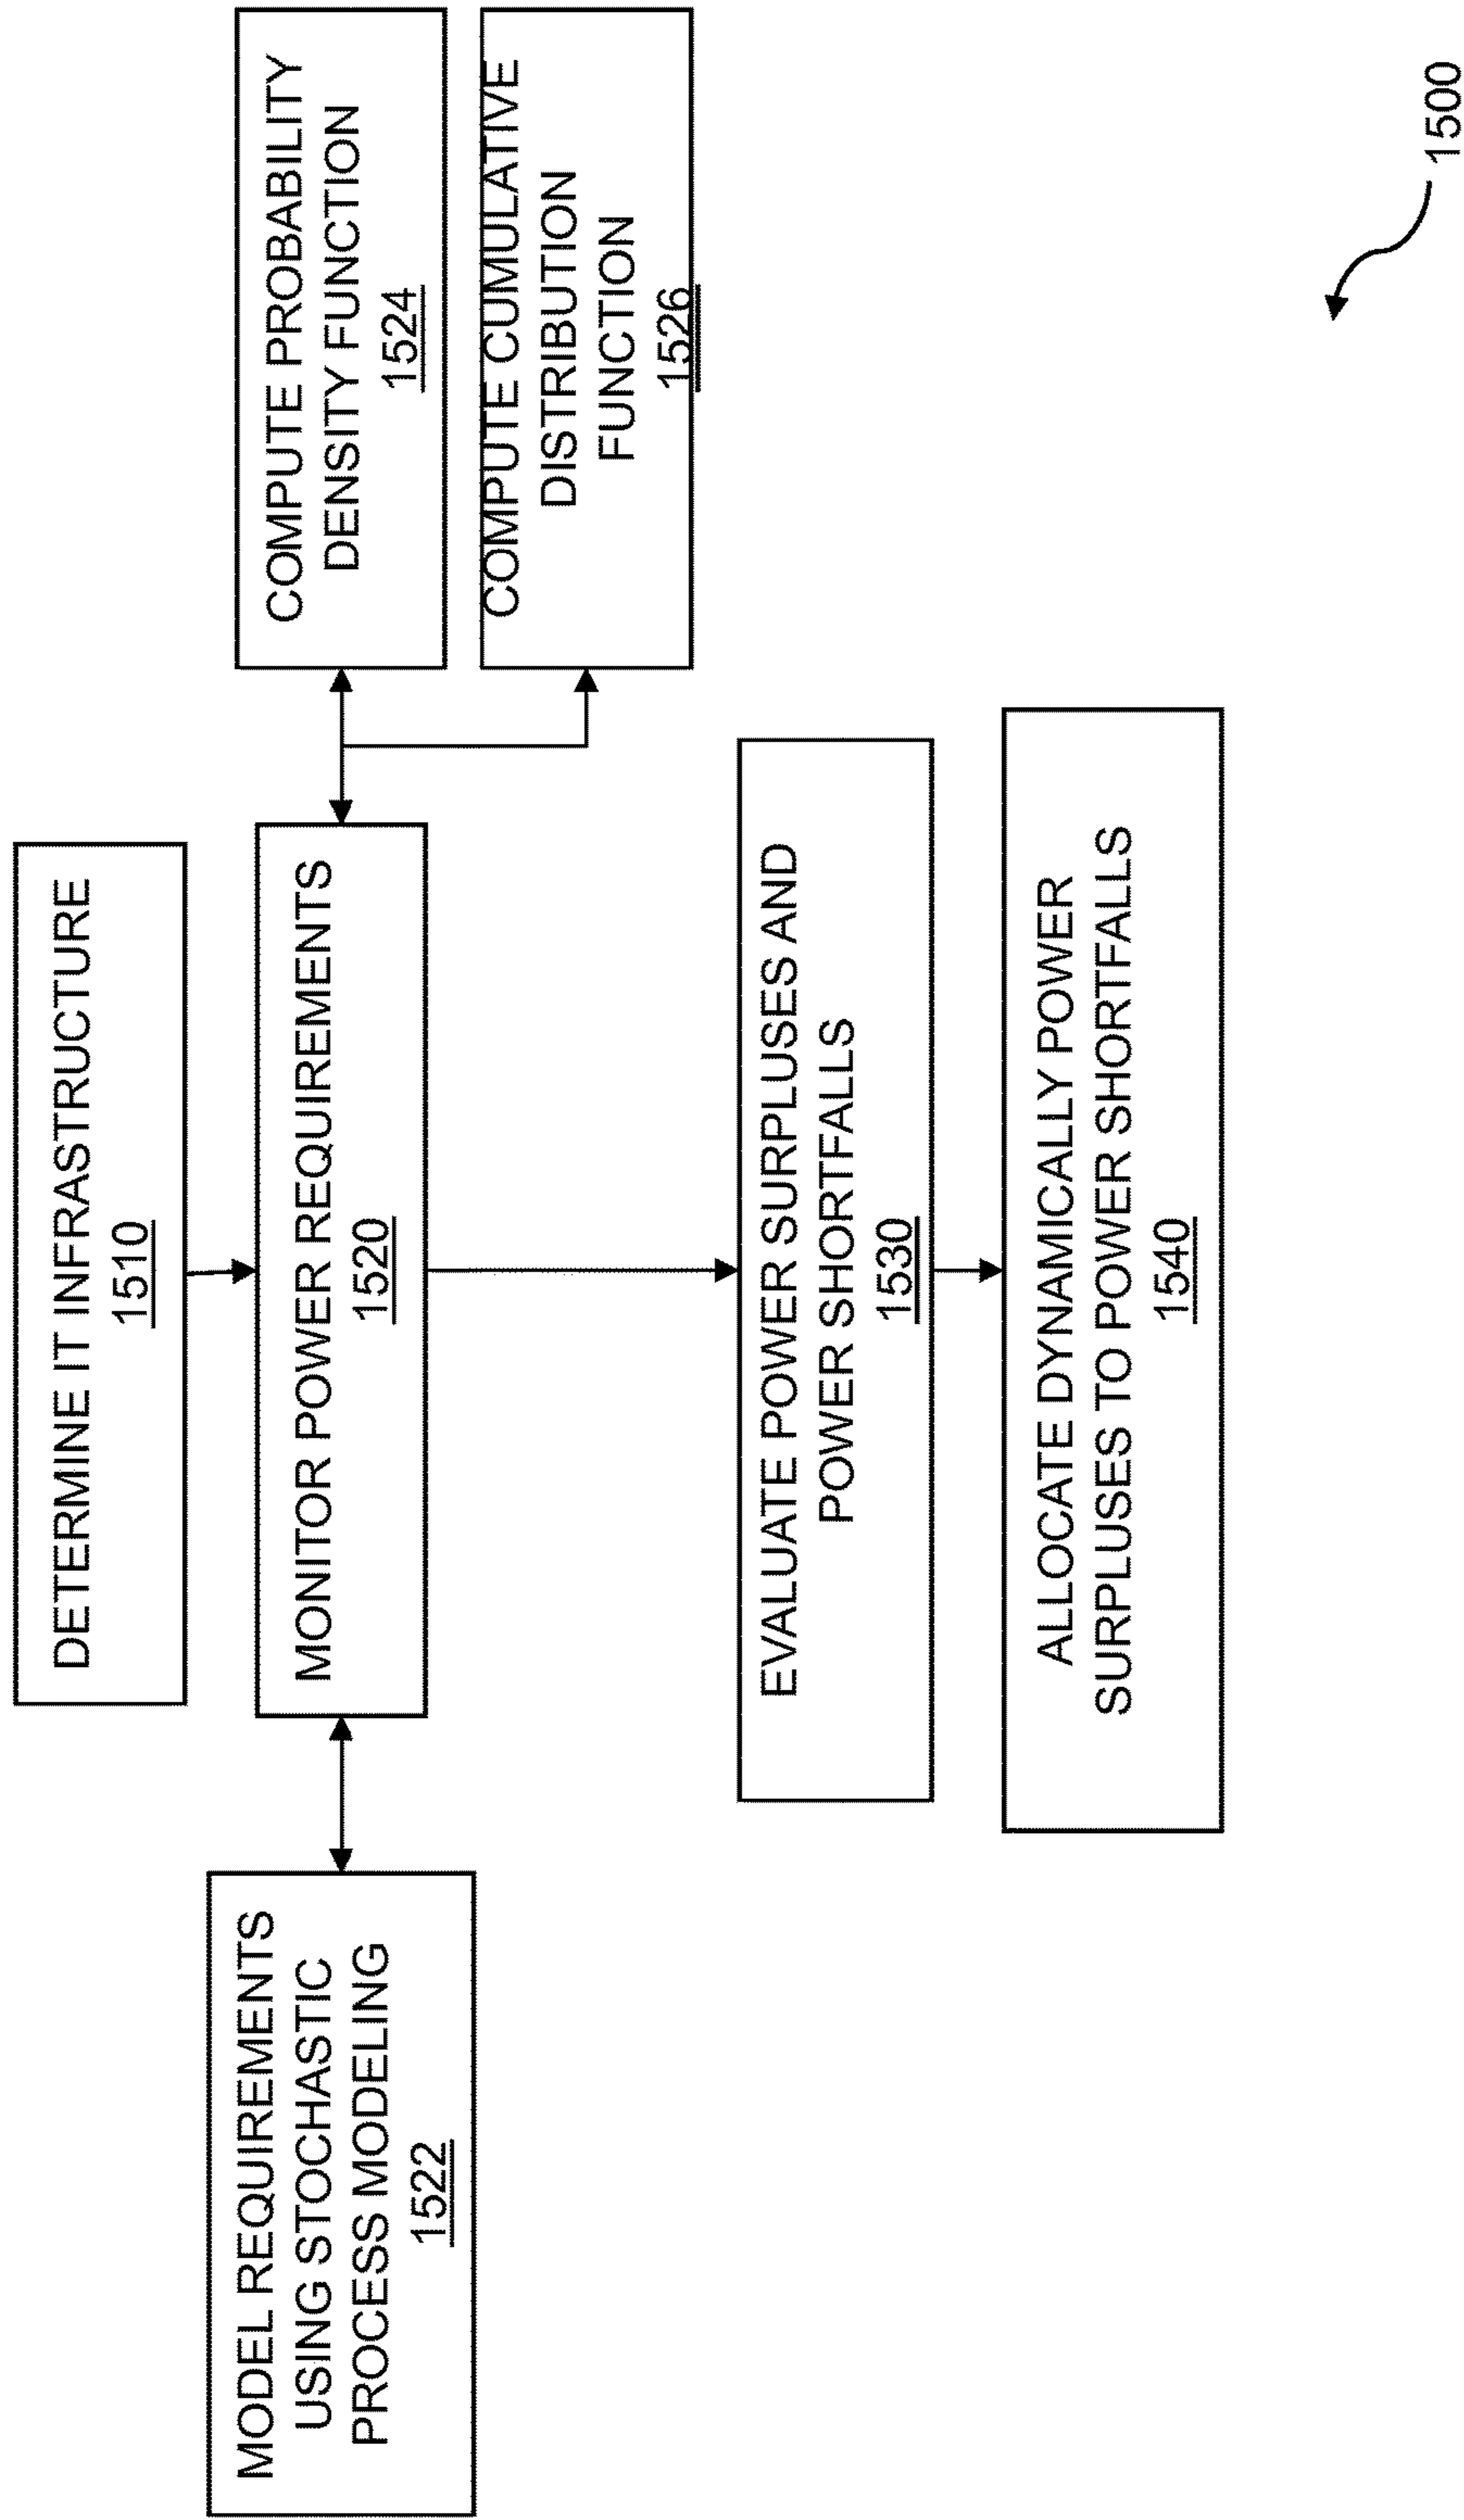 DETERMINE IT INFRASTRUCTURE
1510
MODEL REQUIREMENTS
USING STOCHASTIC
PROCESS MODELING
1522
MONITOR POWER REQUIREMENTS
1520
COMPUTE PROBABILITY
DENSITY FUNCTION
1524
COMPUTE CUMULATIVE
DISTRIBUTION
FUNCTION
1526
EVALUATE POWER SURPLUSES AND
POWER SHORTFALLS
1530
ALLOCATE DYNAMICALLY POWER
SURPLUSES TO POWER SHORTFALLS
1540
1500